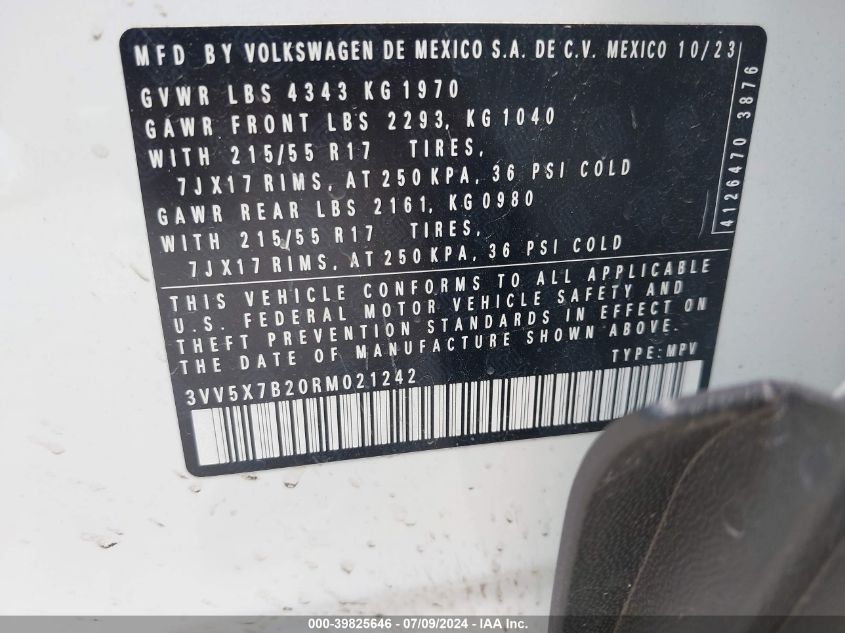 MFD BY VOLKSWAGEN DE MEXICO S.A. DE C.V. MEXICO 10/23
GVWR LBS 4343 KG 1970
GAWR FRONT LBS 2293, KG 1040
WITH 215/55 R17 TIRES,
7JX17 RIMS, AT 250 KPA, 36 PSI COLD
GAWR REAR LBS 2161, KG 0980
WITH 215/55 R17 TIRES,
7JX17 RIMS, AT 250 KPA, 36 PSI COLD
4126470 3876
THIS VEHICLE CONFORMS TO ALL APPLICABLE
U.S. FEDERAL MOTOR VEHICLE SAFETY AND
THEFT PREVENTION STANDARDS IN EFFECT ON
THE DATE OF MANUFACTURE SHOWN ABOVE.
TYPE: MPV
3VV5X7B20RM021242
000-39825646 - 07/09/2024 - IAA Inc.